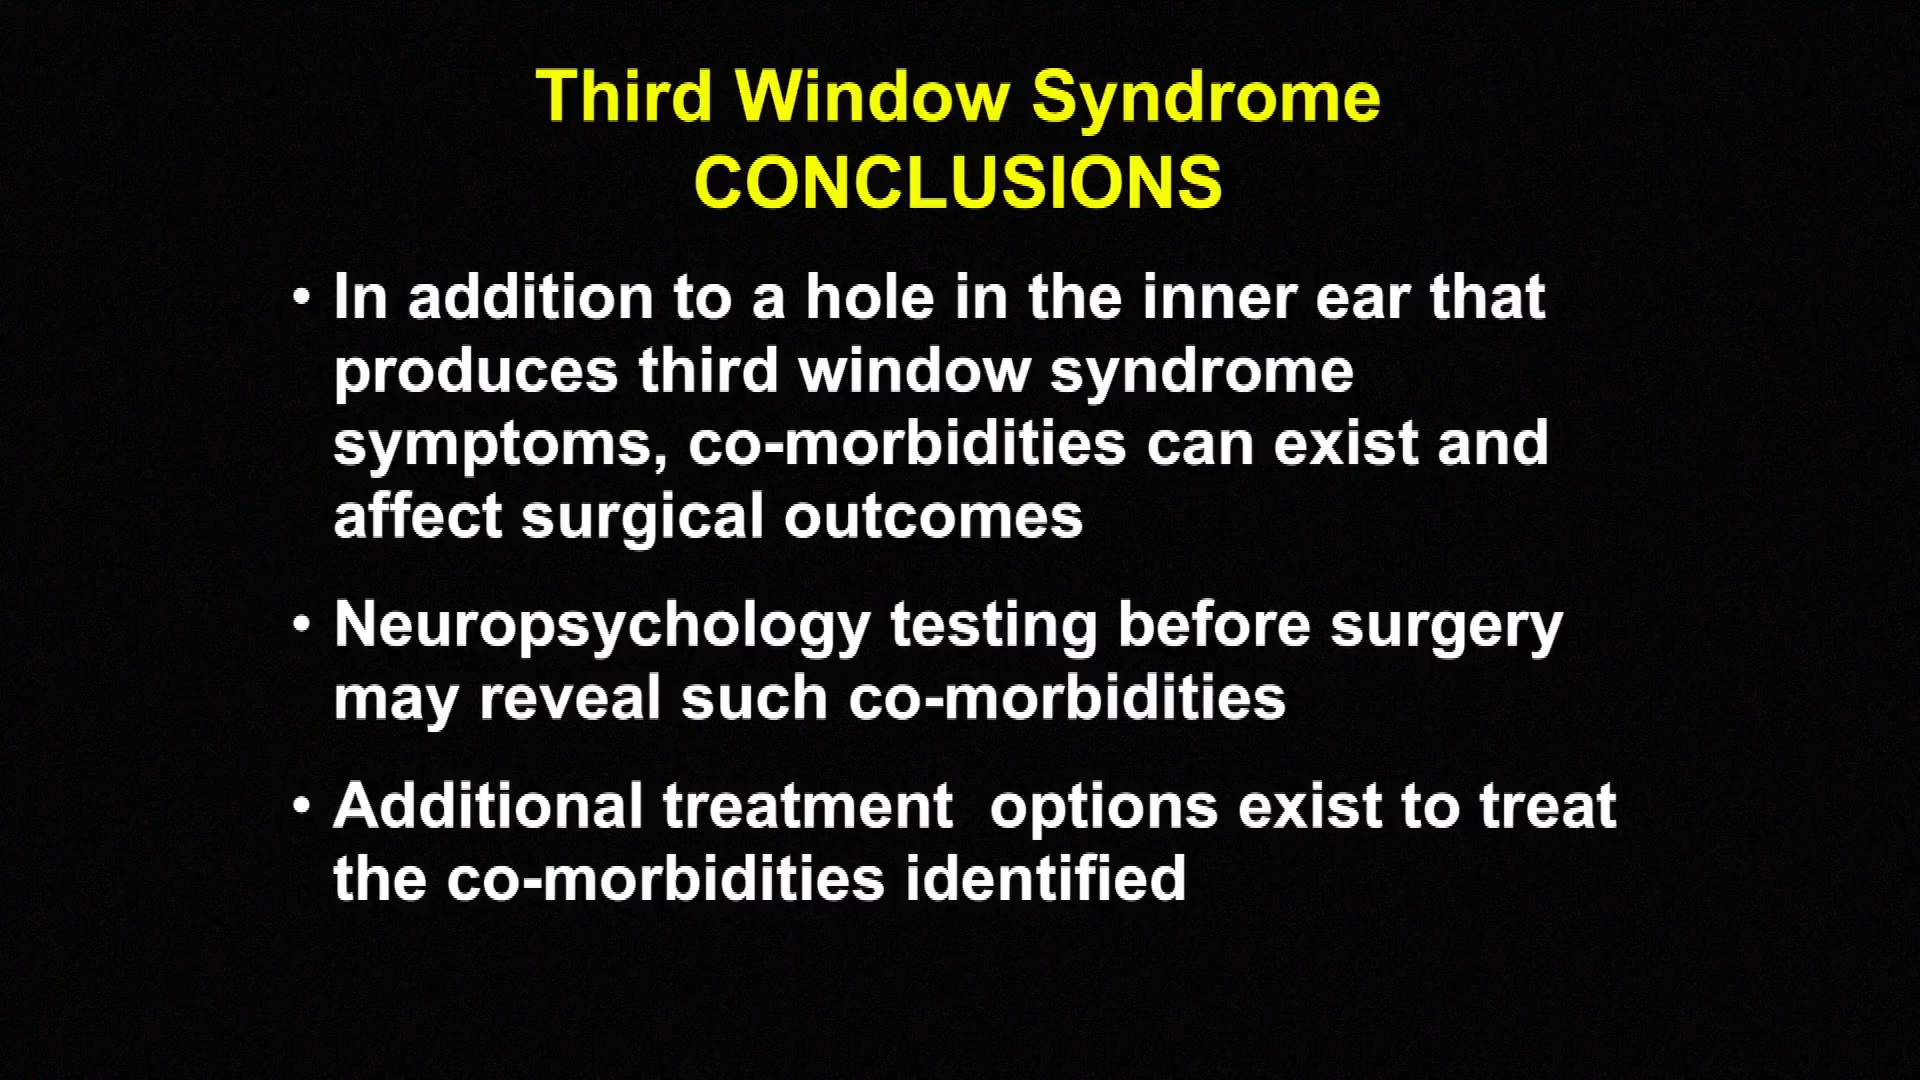 Third Window Syndrome
CONCLUSIONS
• In addition to a hole in the inner ear that
produces third window syndrome
symptoms, co-morbidities can exist and
affect surgical outcomes
• Neuropsychology testing before surgery
may reveal such co-morbidities
• Additional treatment  options exist to treat
the co-morbidities identified